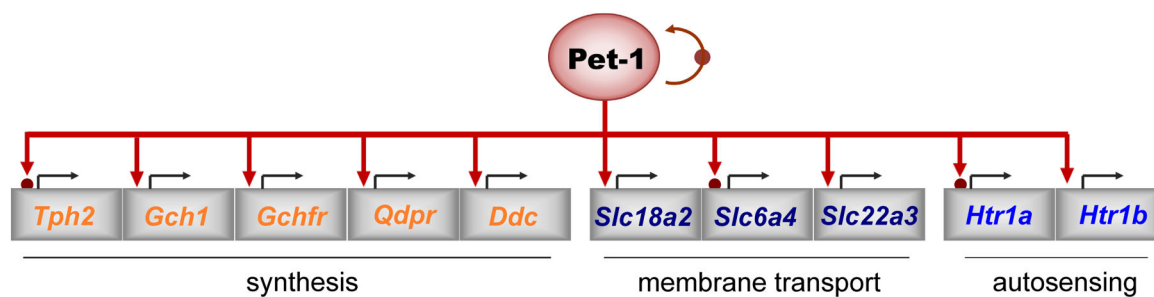 Pet-1
Tph2 Gch1 Gchfr Qdpr Ddc Slc18a2 Slc6a4 Slc22a3 Htr1a Htr1b
synthesis membrane transport autosensing